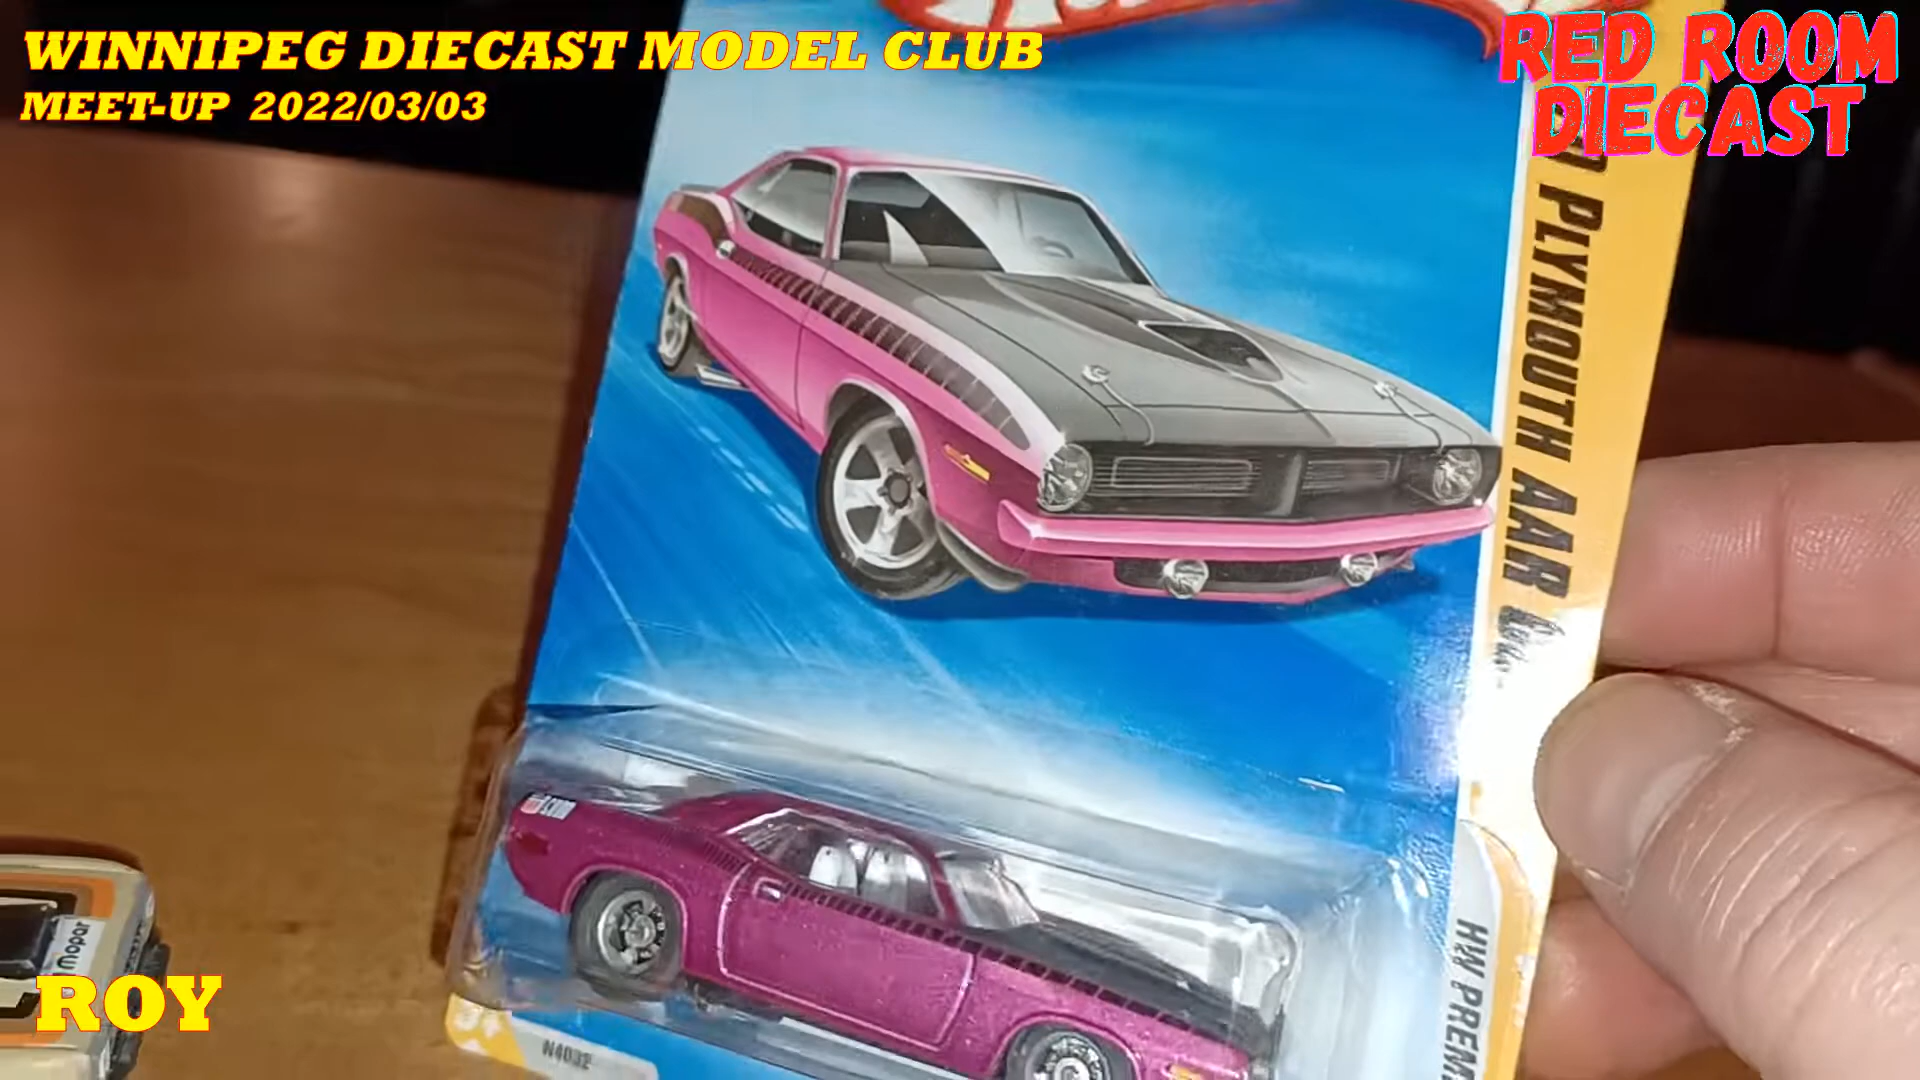 WINNIPEG DIECAST MODEL CLUB
MEET-UP 2022/03/03
RED ROOM
DIECAST
PLYMOUTH AAR
Mopar
ROY
N4032
HW PREM